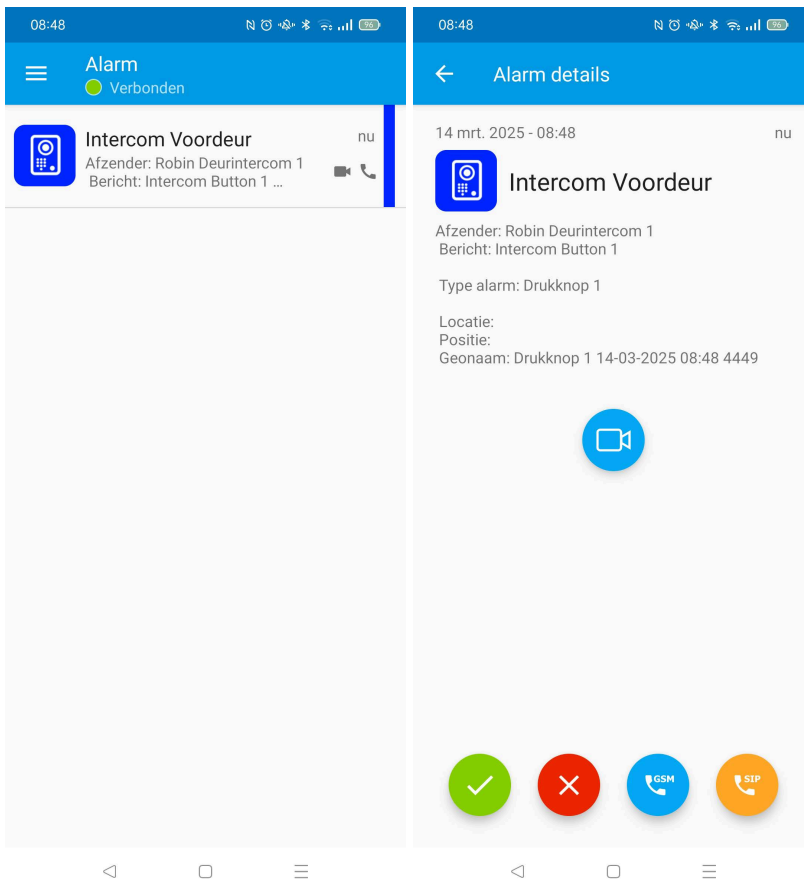 08:48
96
Alarm
Verbonden
Intercom Voordeur
nu
Afzender: Robin Deurintercom 1
Bericht: Intercom Button 1 ...
08:48
96
Alarm details
14 mrt. 2025 - 08:48
nu
Intercom Voordeur
Afzender: Robin Deurintercom 1
Bericht: Intercom Button 1
Type alarm: Drukknop 1
Locatie:
Positie:
Geonaam: Drukknop 1 14-03-2025 08:48 4449
GSM
SIP